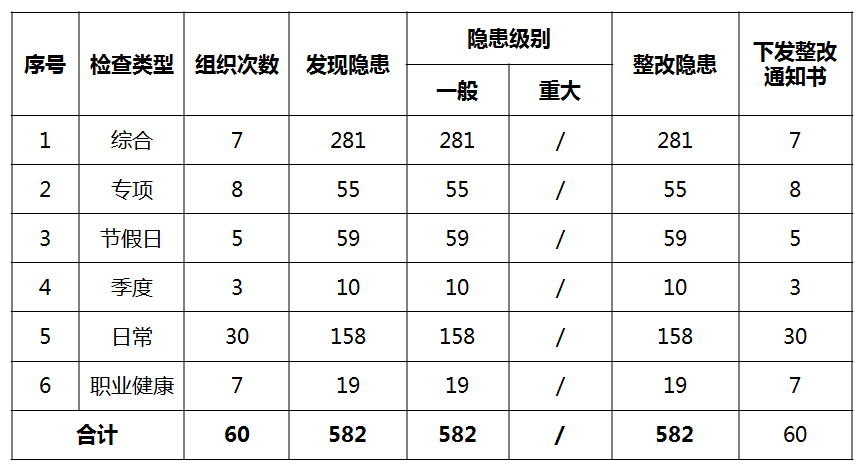 序号 检查类型 组织次数 发现隐患 隐患级别 整改隐患 下发整改
通知书
一般 重大
1 综合 7 281 281 / 281 7
2 专项 8 55 55 / 55 8
3 节假日 5 59 59 / 59 5
4 季度 3 10 10 / 10 3
5 日常 30 158 158 / 158 30
6 职业健康 7 19 19 / 19 7
合计 60 582 582 / 582 60